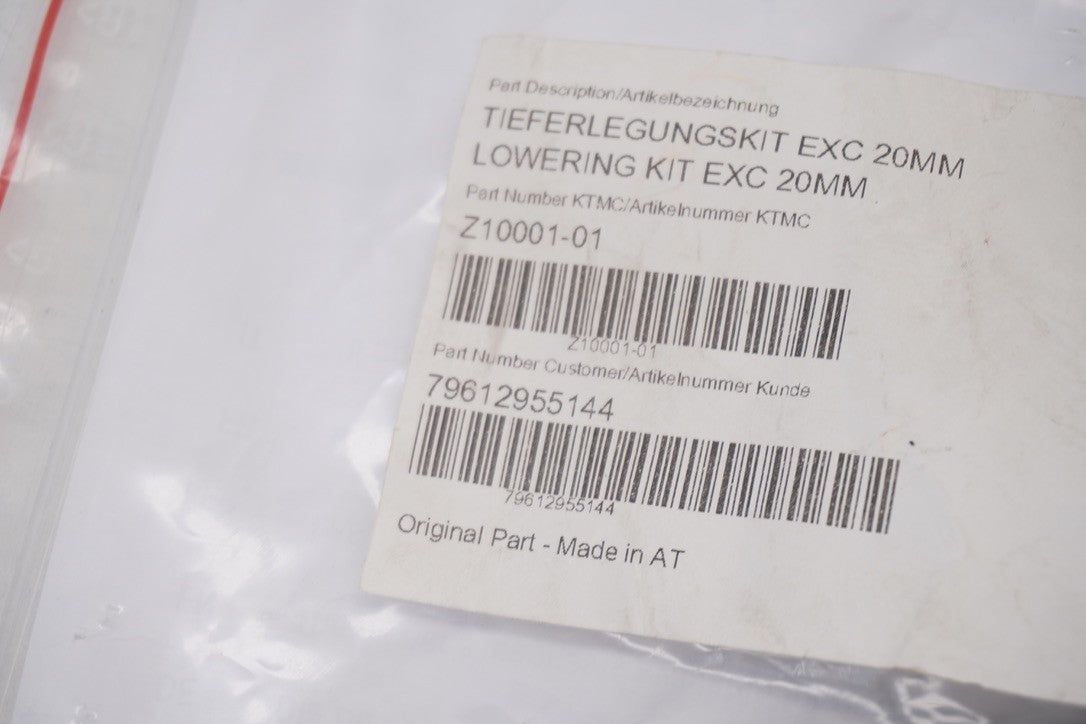 Part Description/Artikelbezeichnung
TIEFERLEGUNGSKIT EXC 20MM
LOWERING KIT EXC 20MM
Part Number KTMC/Artikelnummer KTMC
Z10001-01
Z10001-01
Part Number Customer/Artikelnummer Kunde
79612955144
79612955144
Original Part - Made in AT